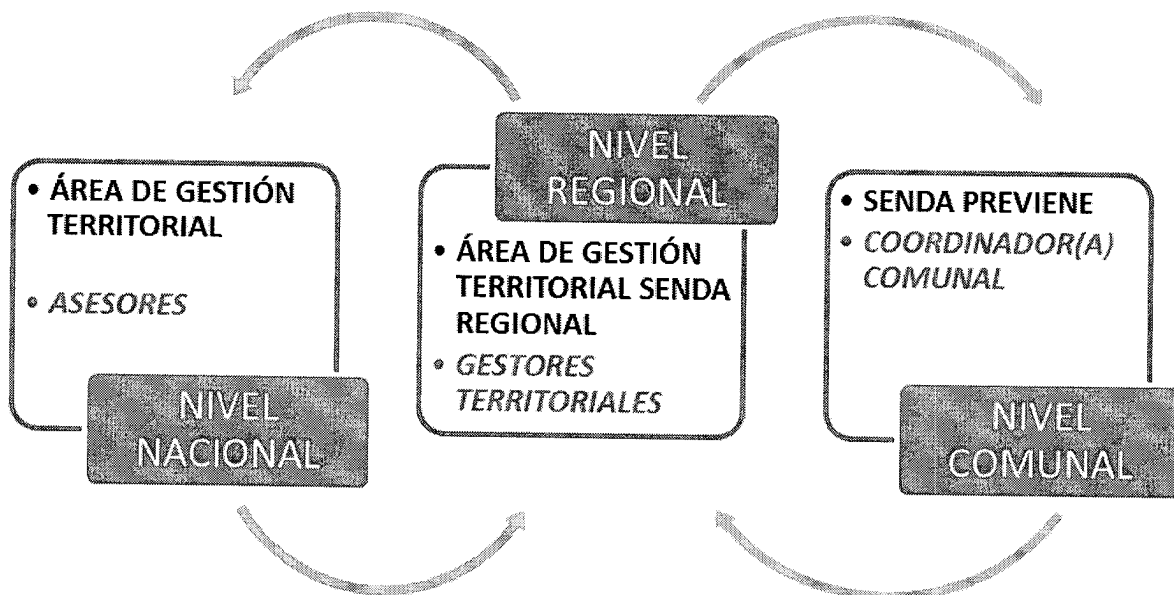 • ÁREA DE GESTIÓN
TERRITORIAL
• ASESORES
NIVEL
NACIONAL
NIVEL
REGIONAL
• ÁREA DE GESTIÓN
TERRITORIAL SENDA
REGIONAL
• GESTORES
TERRITORIALES
• SENDA PREVIENE
• COORDINADOR(A)
COMUNAL
NIVEL
COMUNAL